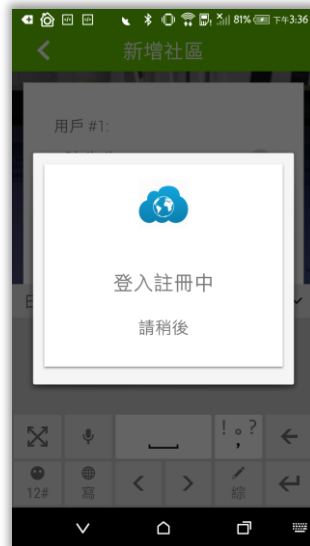 81% 下午3:36
新增社區
用戶 #1:
登入註冊中
請稍後
! 。 ?
,
12# 寫 < > 綜